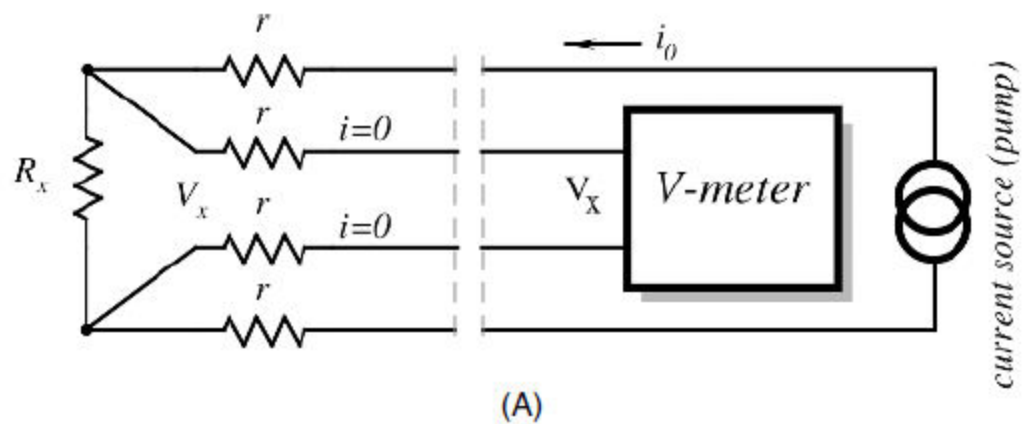 r
i₀
r
i=0
Rₓ
Vₓ
Vₓ
V-meter
r
i=0
r
current source (pump)
(A)